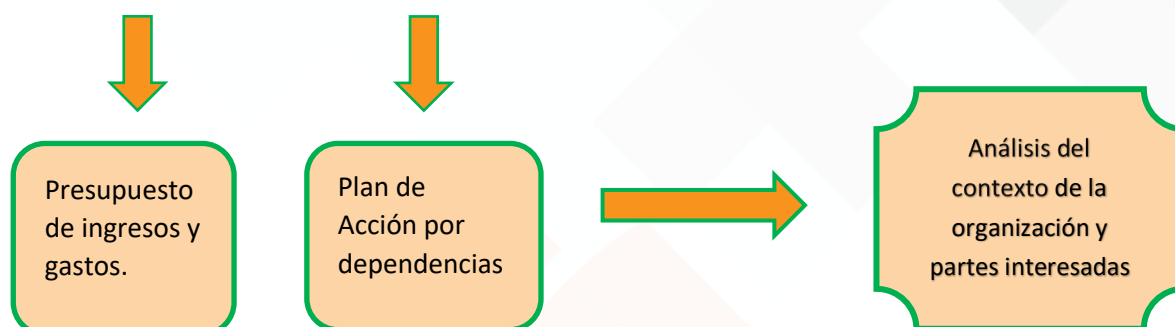 Presupuesto
de ingresos y
gastos.
Plan de
Acción por
dependencias
Análisis del
contexto de la
organización y
partes interesadas